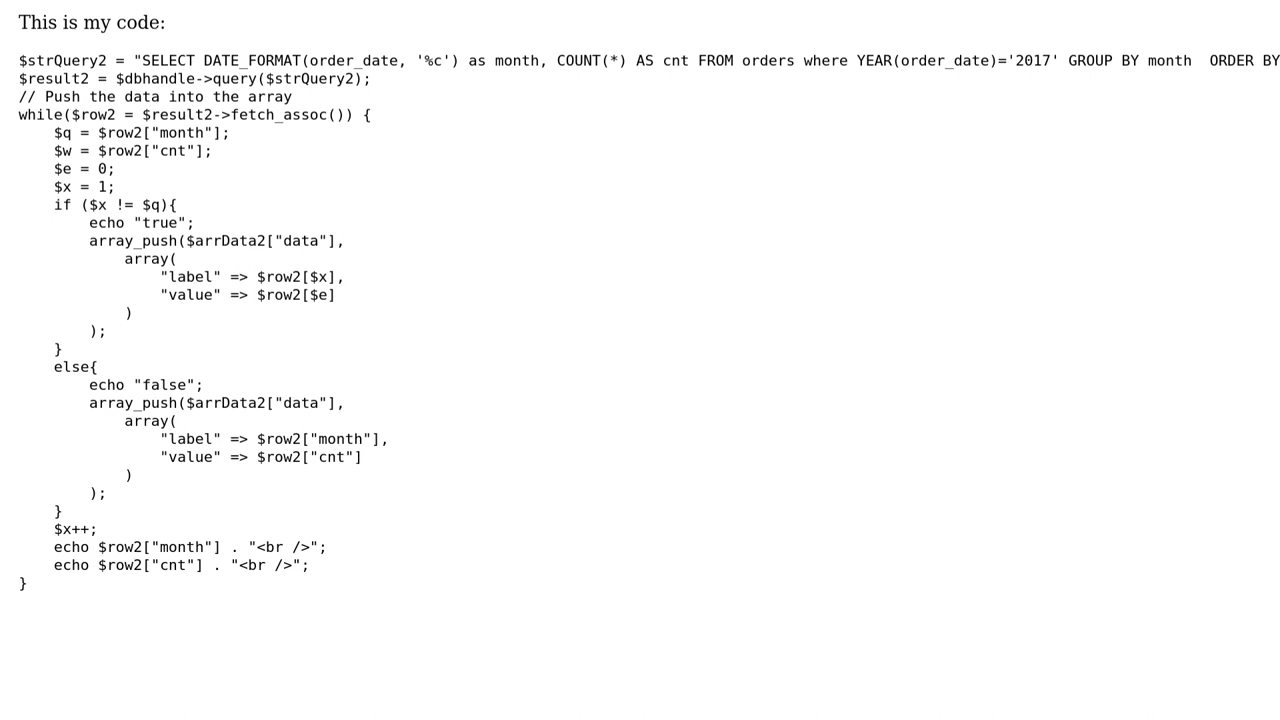 This is my code:
$strQuery2 = "SELECT DATE_FORMAT(order_date, '%c') as month, COUNT(*) AS cnt FROM orders where YEAR(order_date)='2017' GROUP BY month  ORDER BY
$result2 = $dbhandle->query($strQuery2);
// Push the data into the array
while($row2 = $result2->fetch_assoc()) {
    $q = $row2["month"];
    $w = $row2["cnt"];
    $e = 0;
    $x = 1;
    if ($x != $q){
        echo "true";
        array_push($arrData2["data"],
            array(
                "label" => $row2[$x],
                "value" => $row2[$e]
            )
        );
    }
    else{
        echo "false";
        array_push($arrData2["data"],
            array(
                "label" => $row2["month"],
                "value" => $row2["cnt"]
            )
        );
    }
    $x++;
    echo $row2["month"] . "<br />";
    echo $row2["cnt"] . "<br />";
}